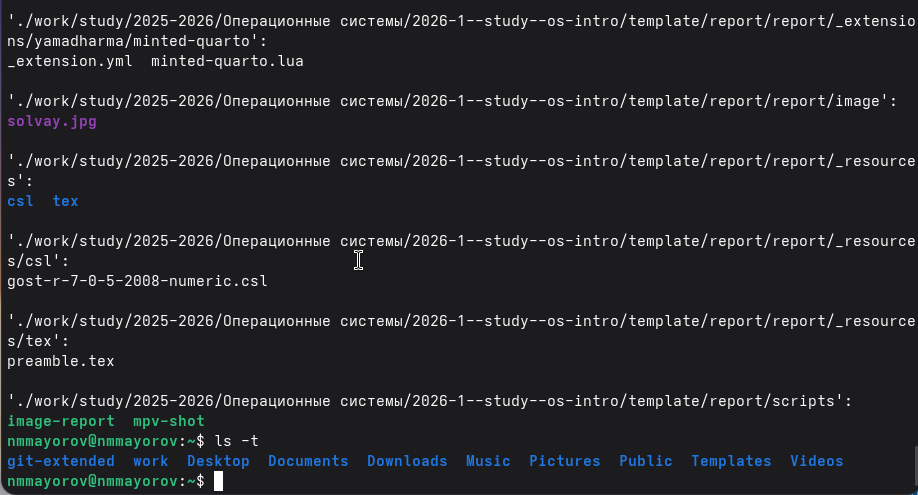 './work/study/2025-2026/Операционные системы/2026-1--study--os-intro/template/report/report/_extensio
ns/yamadharma/minted-quarto':
_extension.yml  minted-quarto.lua

'./work/study/2025-2026/Операционные системы/2026-1--study--os-intro/template/report/report/image':
solvay.jpg

'./work/study/2025-2026/Операционные системы/2026-1--study--os-intro/template/report/report/_resource
s':
csl  tex

'./work/study/2025-2026/Операционные системы/2026-1--study--os-intro/template/report/report/_resource
s/csl':
gost-r-7-0-5-2008-numeric.csl

'./work/study/2025-2026/Операционные системы/2026-1--study--os-intro/template/report/report/_resource
s/tex':
preamble.tex

'./work/study/2025-2026/Операционные системы/2026-1--study--os-intro/template/report/scripts':
image-report  mpv-shot
nmmayorov@nmmayorov:~$ ls -t
git-extended  work  Desktop  Documents  Downloads  Music  Pictures  Public  Templates  Videos
nmmayorov@nmmayorov:~$